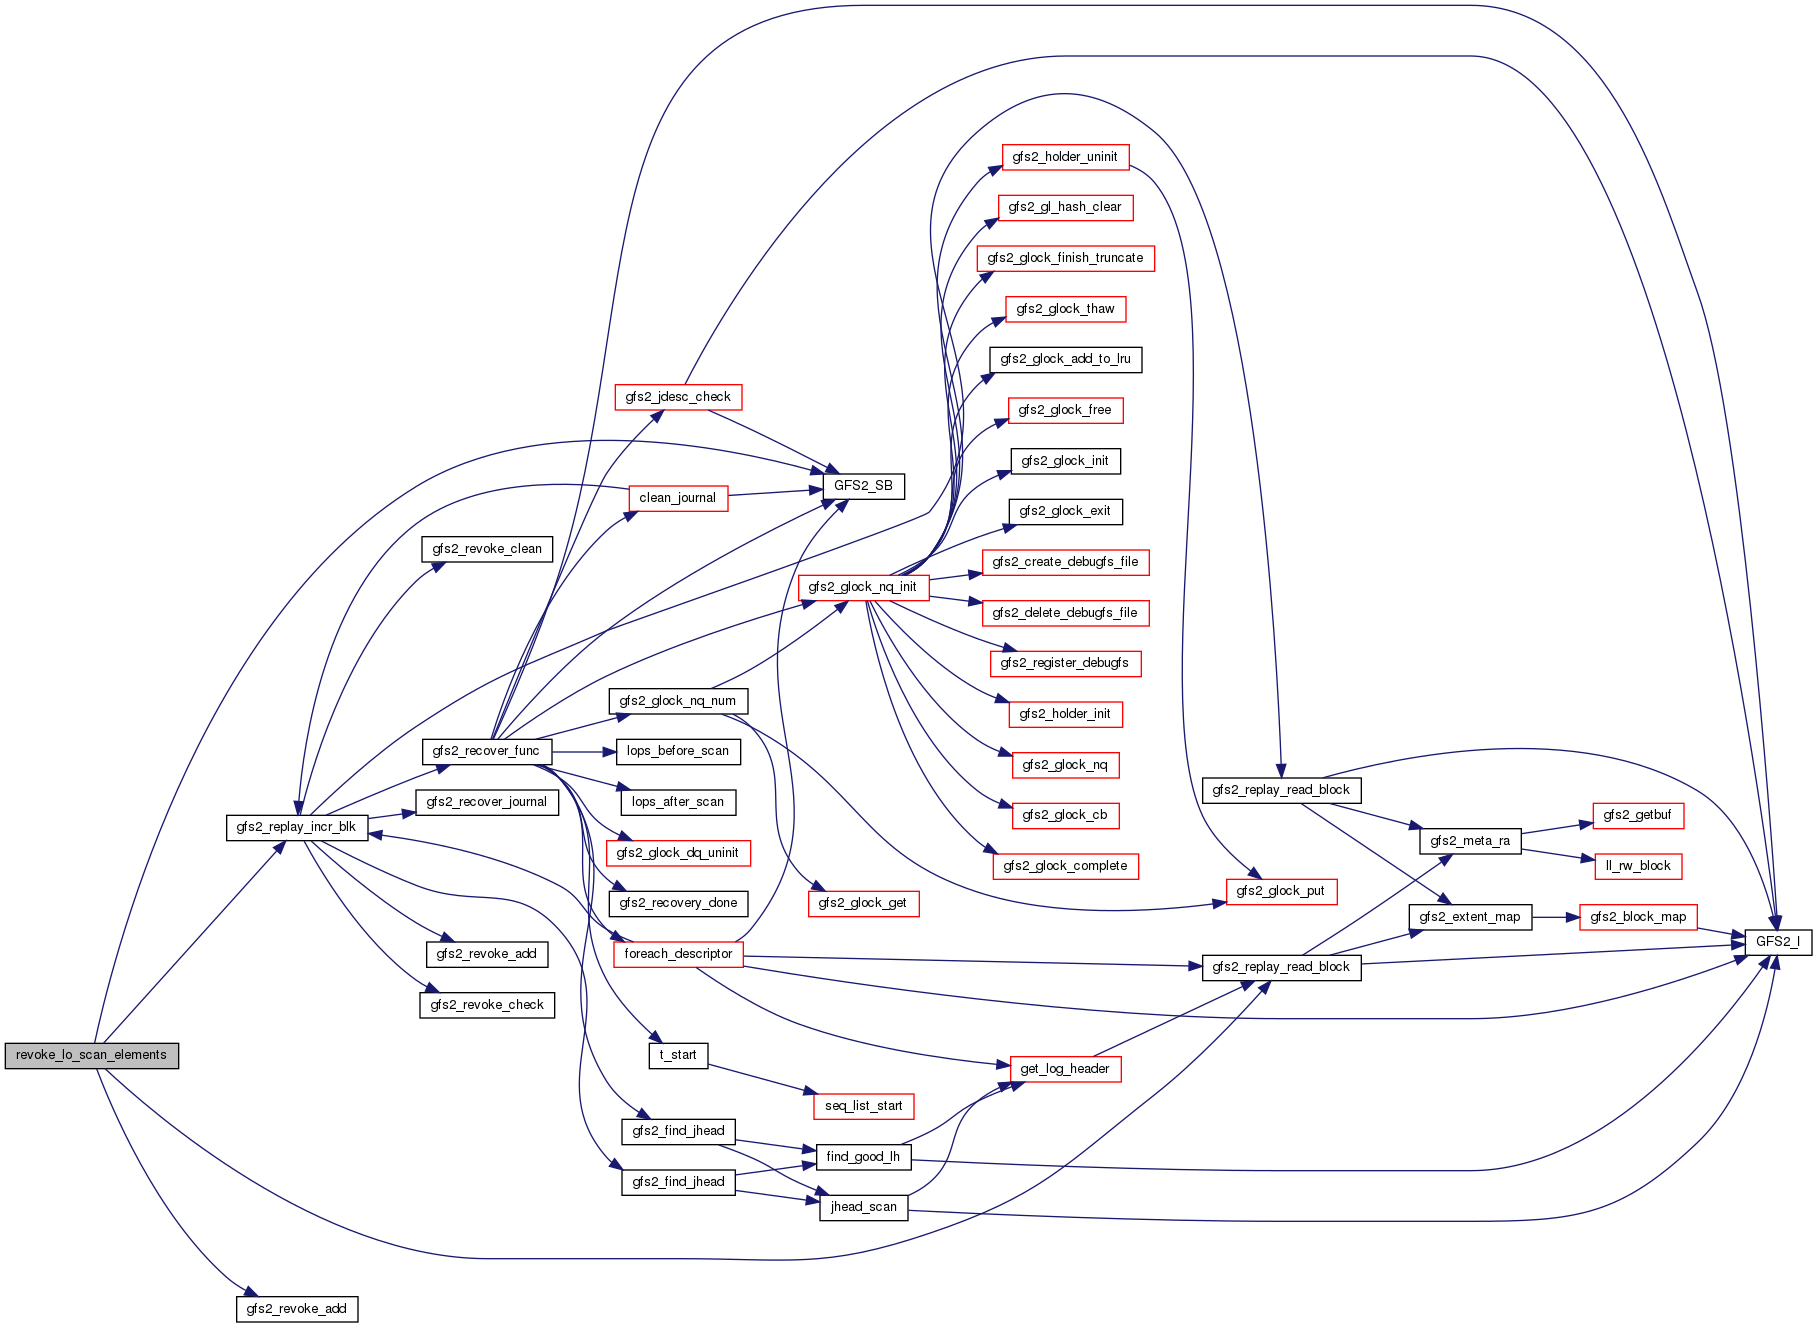 gfs2_holder_uninit
gfs2_gl_hash_clear
gfs2_glock_finish_truncate
gfs2_glock_thaw
gfs2_glock_add_to_lru
gfs2_jdesc_check
gfs2_glock_free
gfs2_glock_init
GFS2_SB
clean_journal
gfs2_glock_exit
gfs2_revoke_clean
gfs2_create_debugfs_file
gfs2_glock_nq_init
gfs2_delete_debugfs_file
gfs2_register_debugfs
gfs2_glock_nq_num
gfs2_holder_init
gfs2_recover_func
lops_before_scan
gfs2_glock_nq
gfs2_replay_read_block
gfs2_recover_journal
lops_after_scan
gfs2_glock_cb
gfs2_getbuf
gfs2_replay_incr_blk
gfs2_meta_ra
gfs2_glock_dq_uninit
gfs2_glock_complete
ll_rw_block
gfs2_glock_put
gfs2_recovery_done
gfs2_glock_get
gfs2_extent_map
gfs2_block_map
GFS2_I
gfs2_revoke_add
foreach_descriptor
gfs2_replay_read_block
gfs2_revoke_check
revoke_lo_scan_elements
t_start
get_log_header
seq_list_start
gfs2_find_jhead
find_good_lh
gfs2_find_jhead
jhead_scan
gfs2_revoke_add